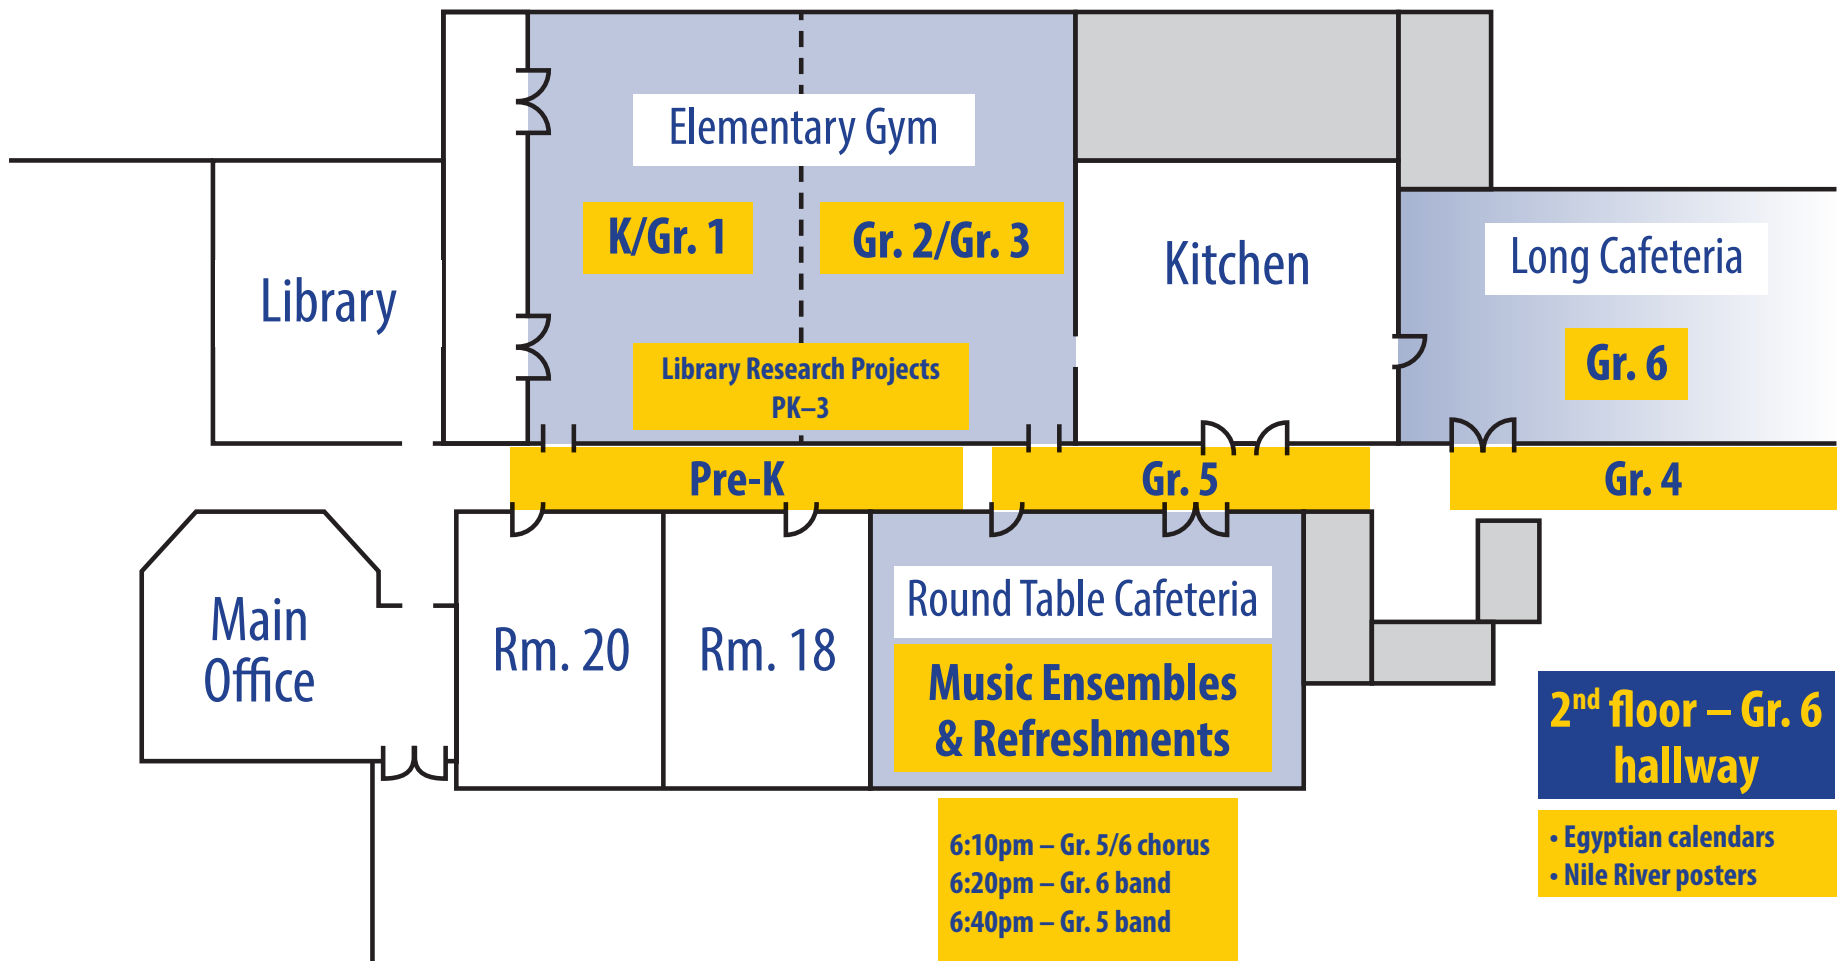 Elementary Gym
K/Gr. 1
Gr. 2/Gr. 3
Library Research Projects
PK–3
Library
Kitchen
Long Cafeteria
Gr. 6
Pre-K
Gr. 5
Gr. 4
Main
Office
Rm. 20
Rm. 18
Round Table Cafeteria
Music Ensembles
& Refreshments
6:10pm – Gr. 5/6 chorus
6:20pm – Gr. 6 band
6:40pm – Gr. 5 band
2nd floor – Gr. 6
hallway
• Egyptian calendars
• Nile River posters